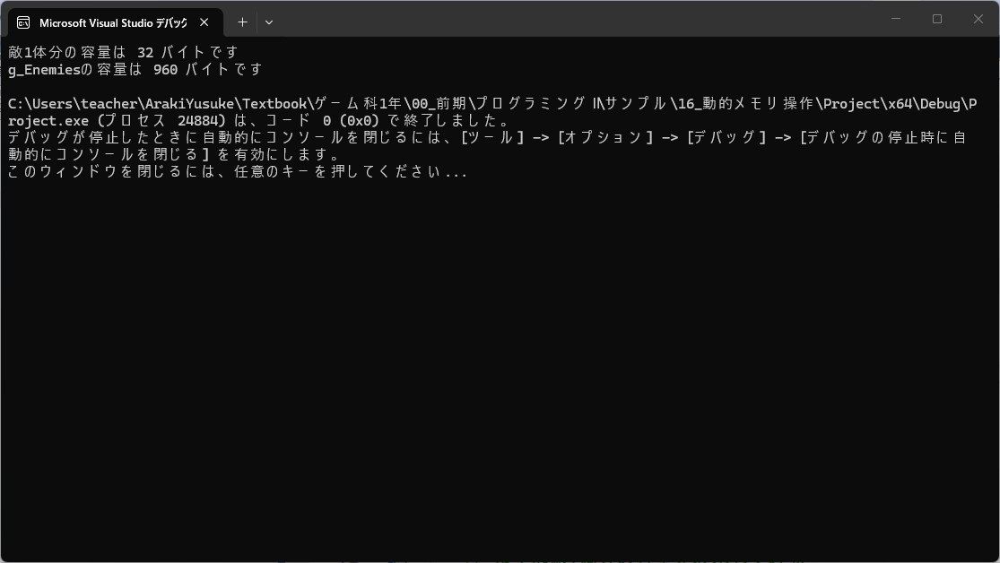 Microsoft Visual Studio デバック
敵1体分の容量は 32 バイトです
g_Enemiesの容量は 960 バイトです
C:\Users\teacher\ArakiYusuke\Textbook\ゲーム科1年\00_前期\プログラミングⅠ\サンプル\16_動的メモリ操作\Project\x64\Debug\P
roject.exe (プロセス 24884) は、コード 0 (0x0) で終了しました。
デバッグが停止したときに自動的にコンソールを閉じるには、[ツール] -> [オプション] -> [デバッグ] -> [デバッグの停止時に自
動的にコンソールを閉じる] を有効にします。
このウィンドウを閉じるには、任意のキーを押してください...